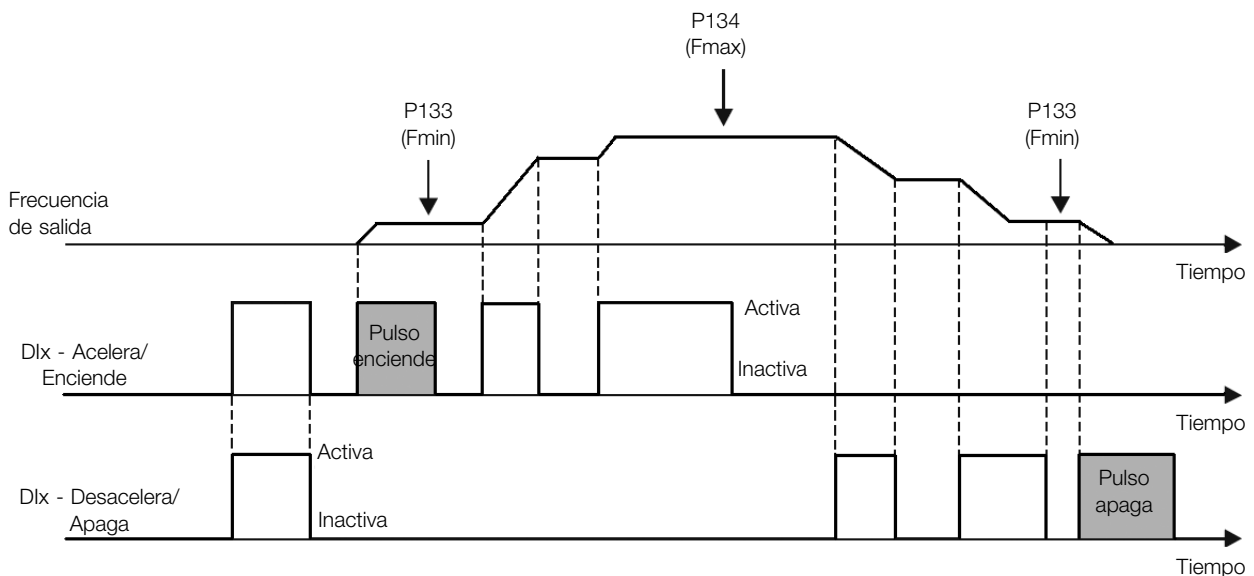 P134
(Fmax)
P133
(Fmin)
P133
(Fmin)
Frecuencia
de salida
Tiempo
DIx - Acelera/
Enciende
Pulso
enciende
Activa
Inactiva
Tiempo
DIx - Desacelera/
Apaga
Activa
Inactiva
Pulso
apaga
Tiempo